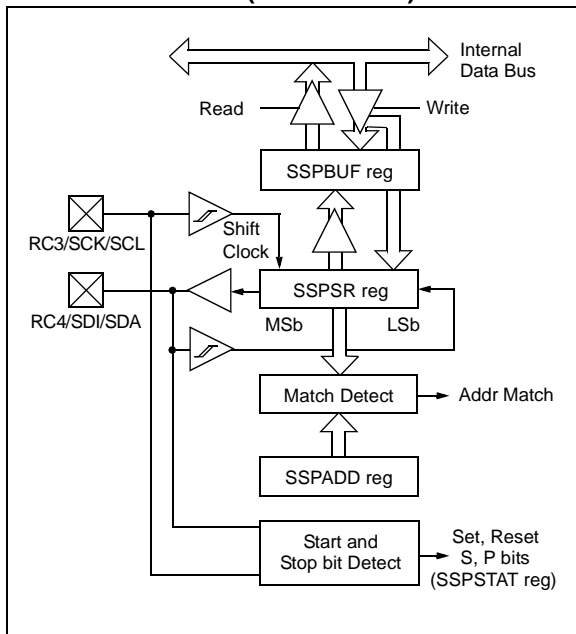 Internal
Data Bus
Read
Write
SSPBUF reg
RC3/SCK/SCL
Shift
Clock
SSPSR reg
RC4/SDI/SDA
MSb
LSb
Match Detect
Addr Match
SSPADD reg
Start and
Stop bit Detect
Set, Reset
S, P bits
(SSPSTAT reg)